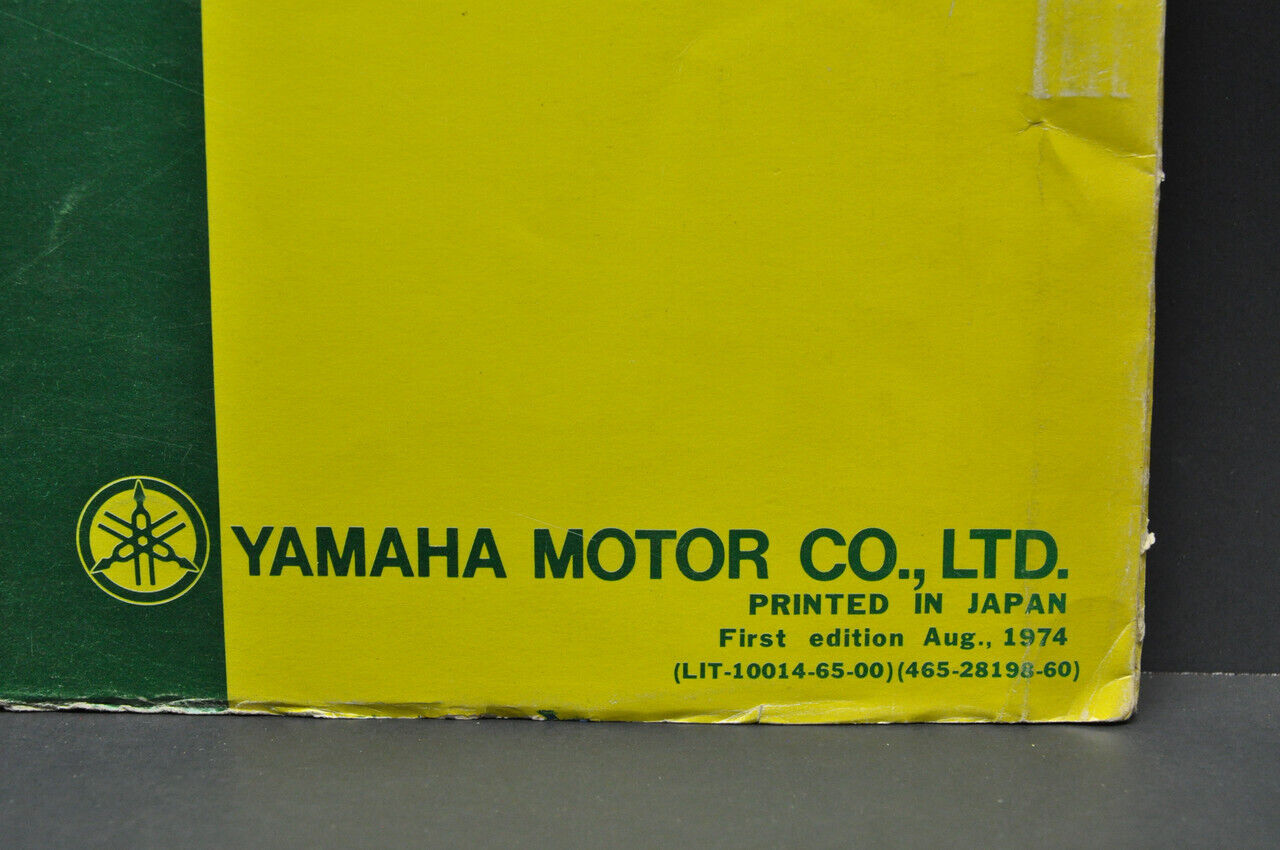 YAMAHA MOTOR CO., LTD.
PRINTED IN JAPAN
First edition Aug., 1974
(LIT-10014-65-00)(465-28198-60)